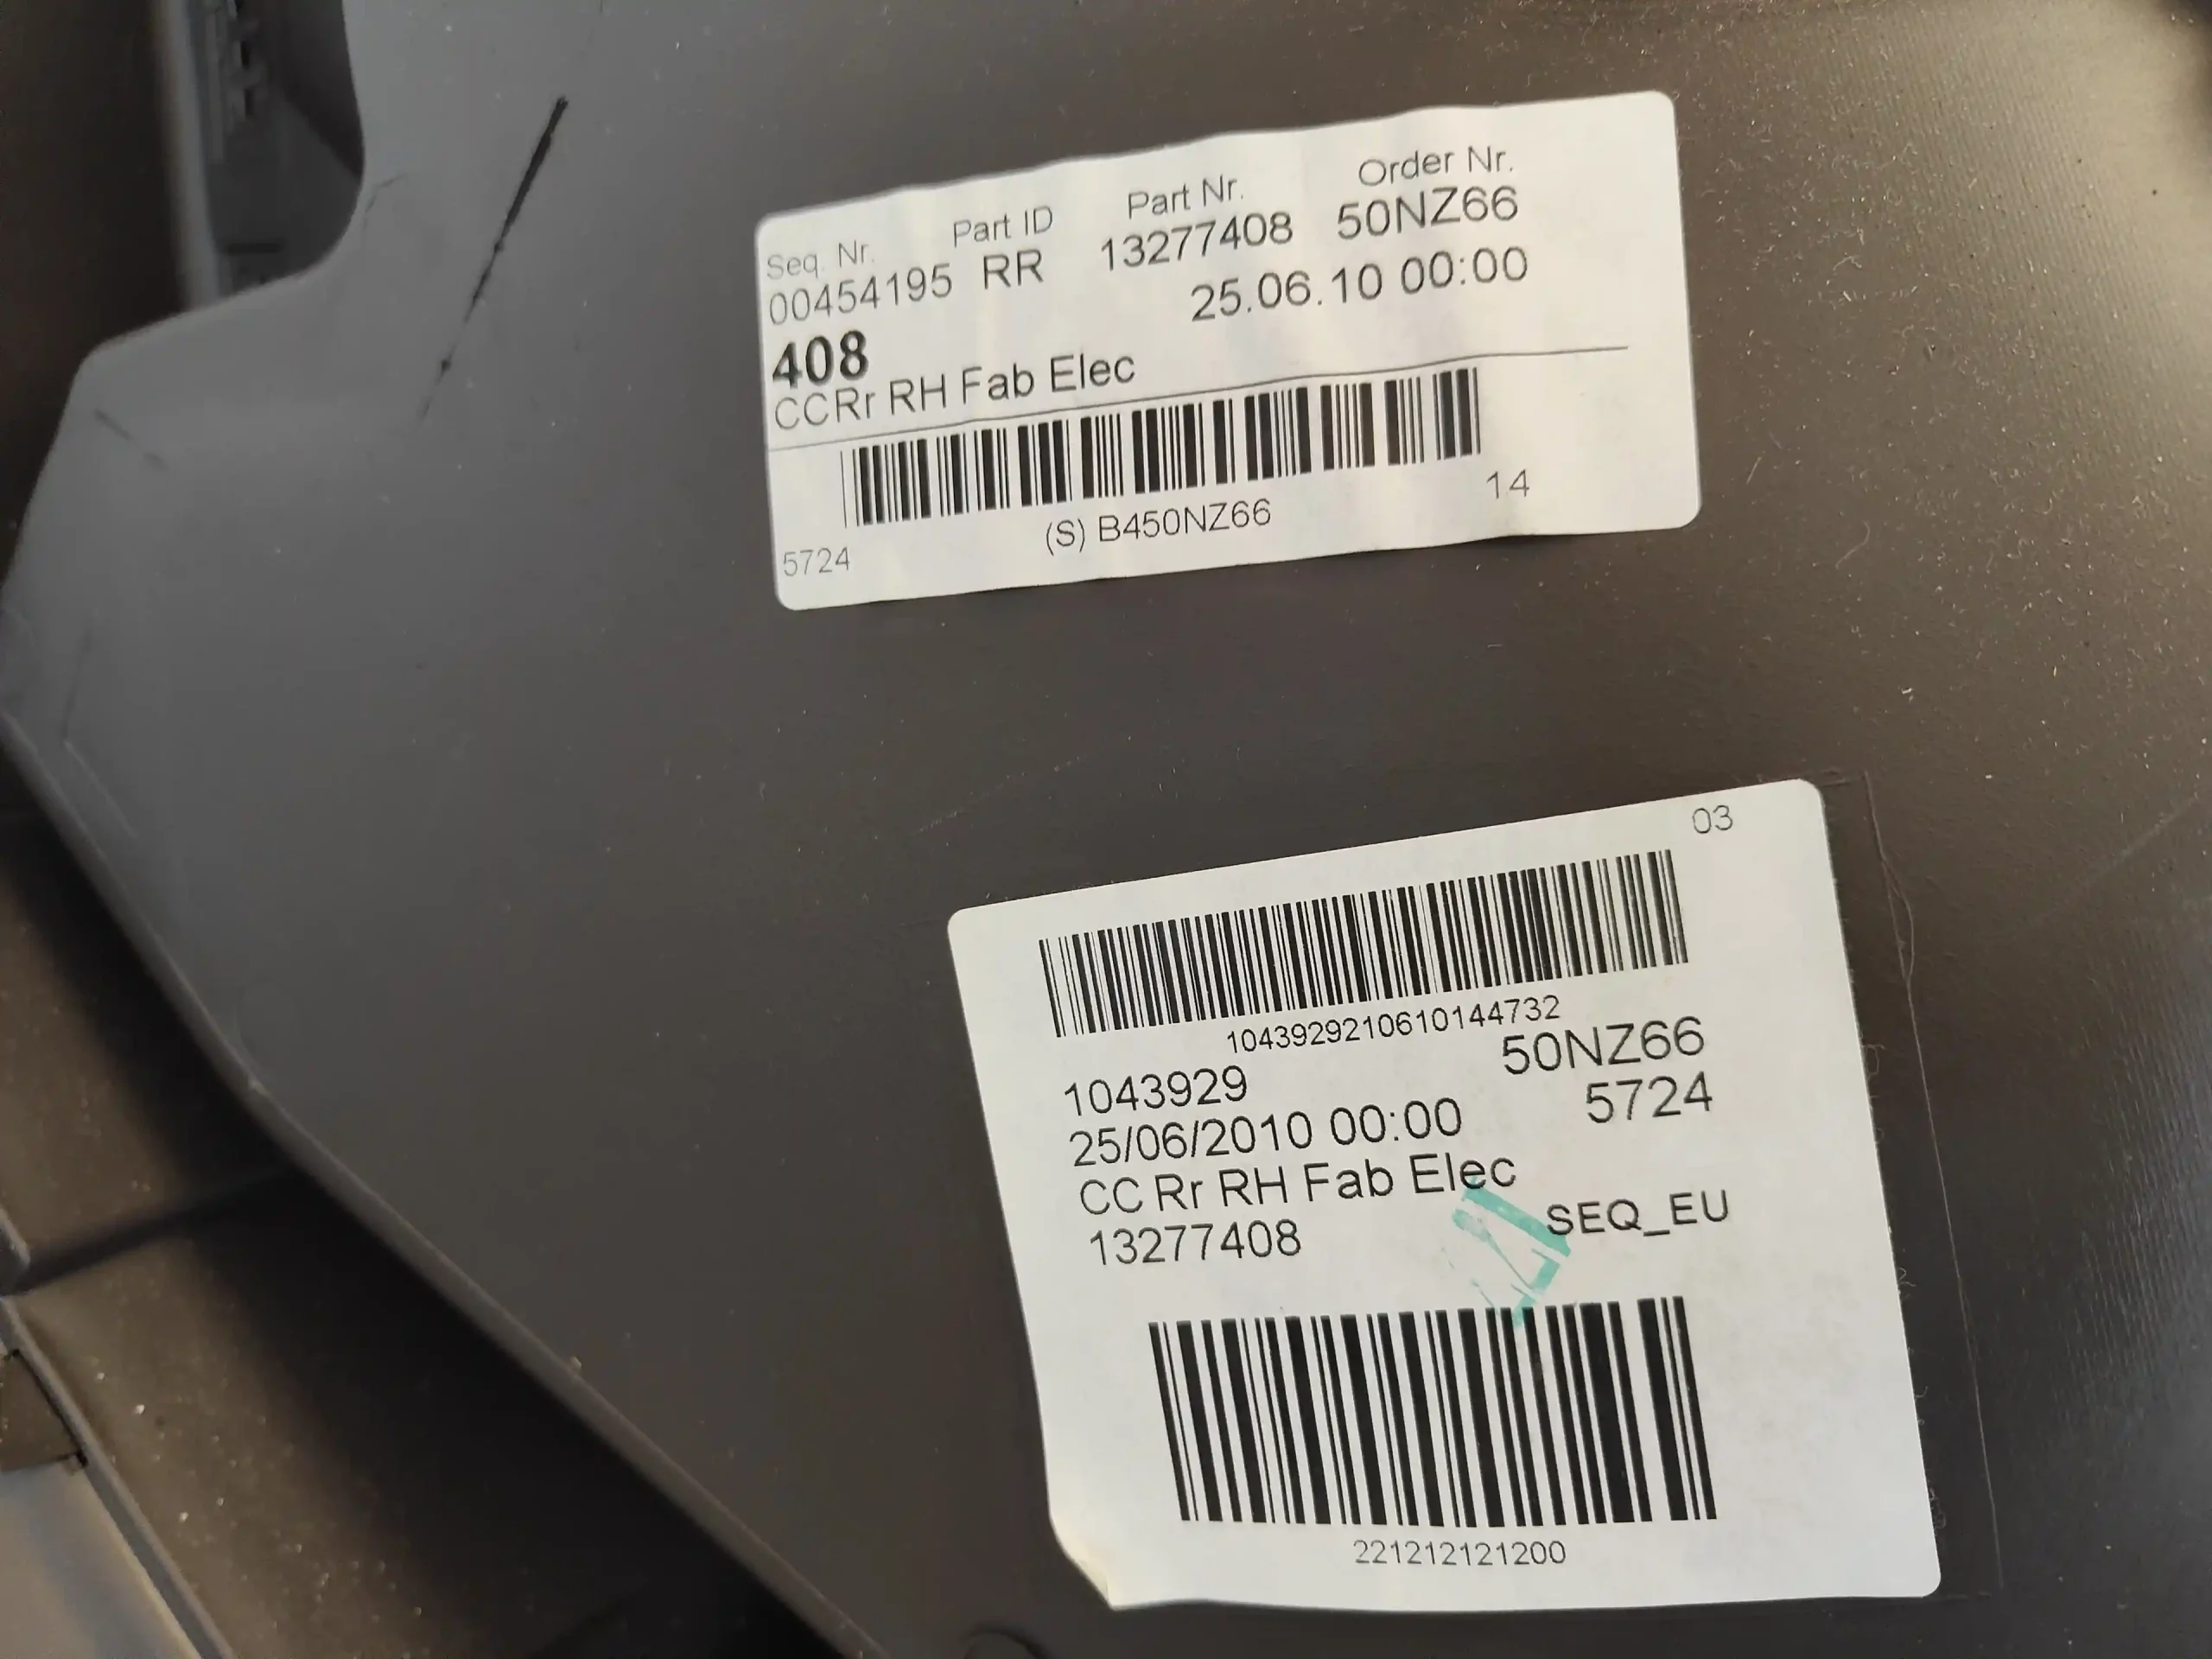 Seq. Nr. Part ID Part Nr. Order Nr.
00454195 RR 13277408 50NZ66
408 25.06.10 00:00
CCRr RH Fab Elec
5724 (S) B450NZ66 14
03
1043929210610144732
1043929 50NZ66
25/06/2010 00:00 5724
CC Rr RH Fab Elec
13277408 SEQ_EU
221212121200